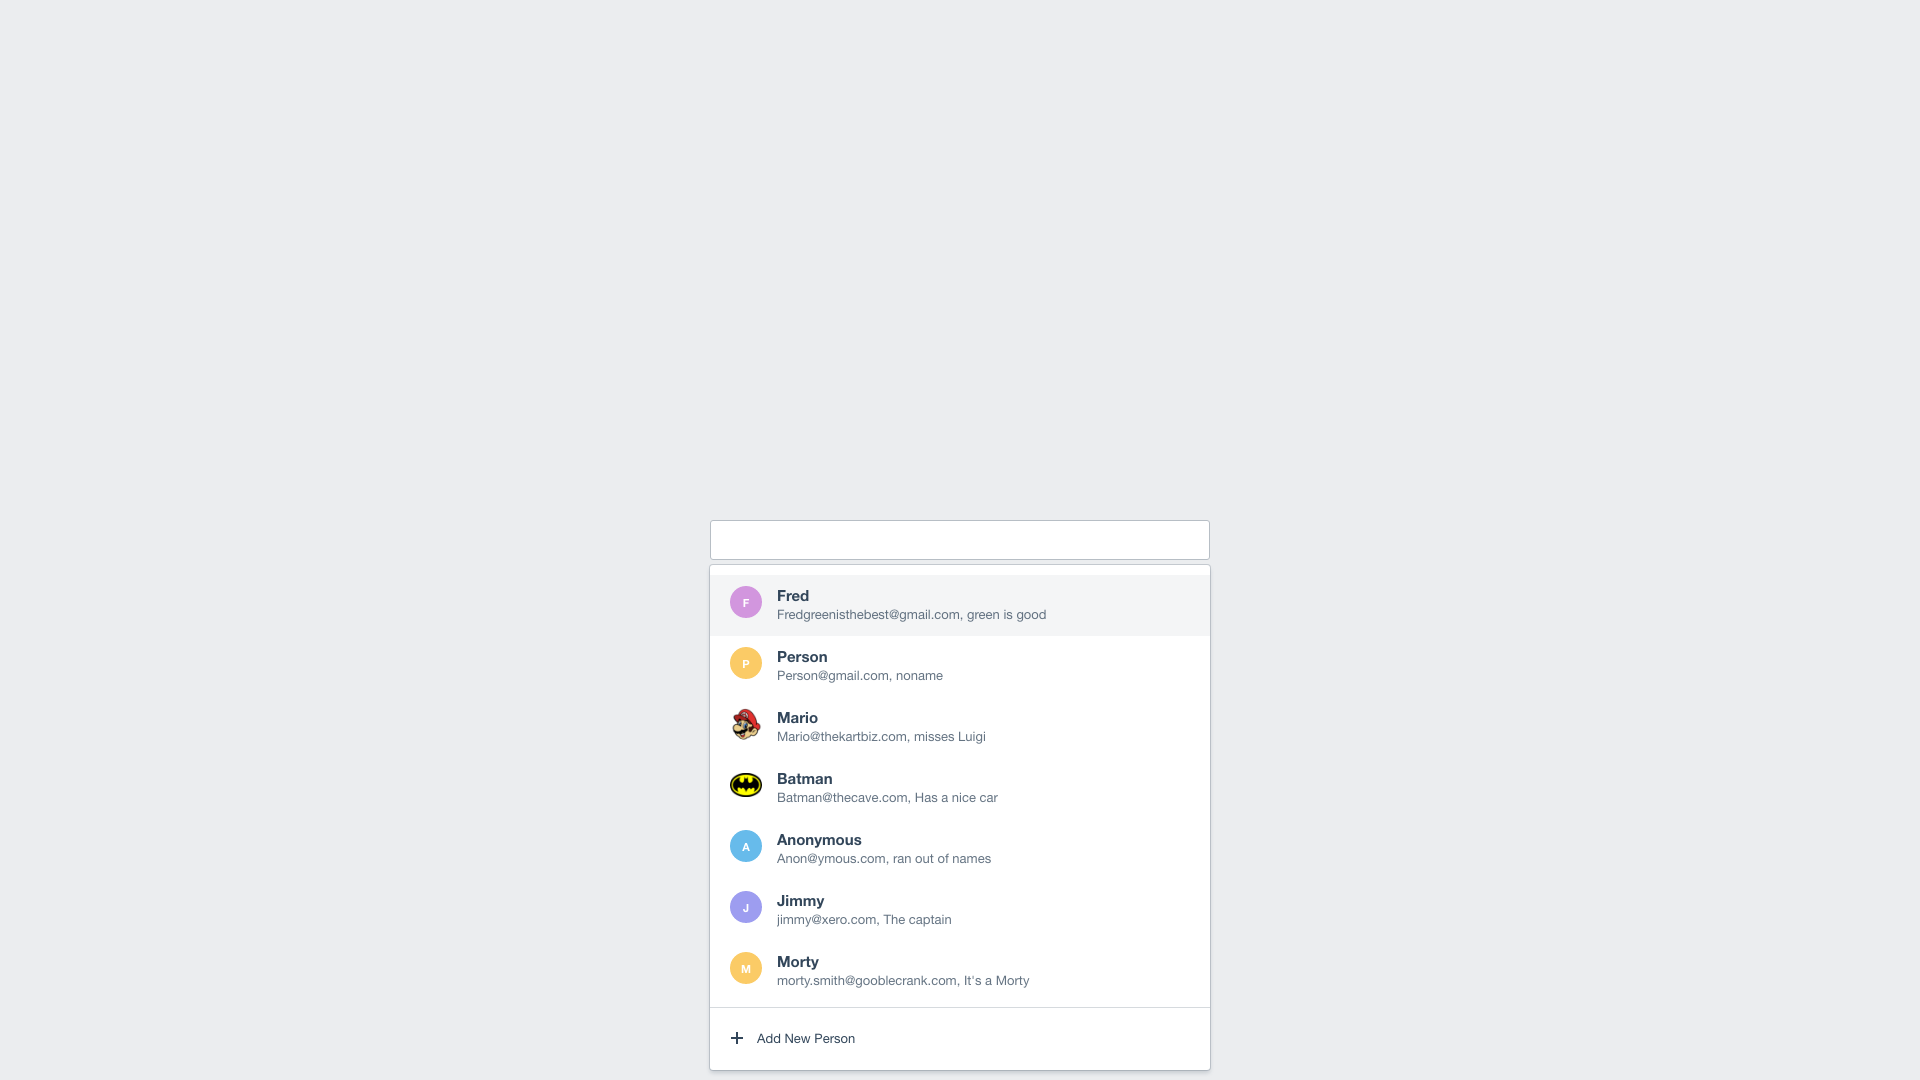 F
Fred
Fredgreenisthebest@gmail.com, green is good
P
Person
Person@gmail.com, noname
Mario
Mario@thekartbiz.com, misses Luigi
Batman
Batman@thecave.com, Has a nice car
A
Anonymous
Anon@ymous.com, ran out of names
J
Jimmy
jimmy@xero.com, The captain
M
Morty
morty.smith@gooblecrank.com, It's a Morty
Add New Person